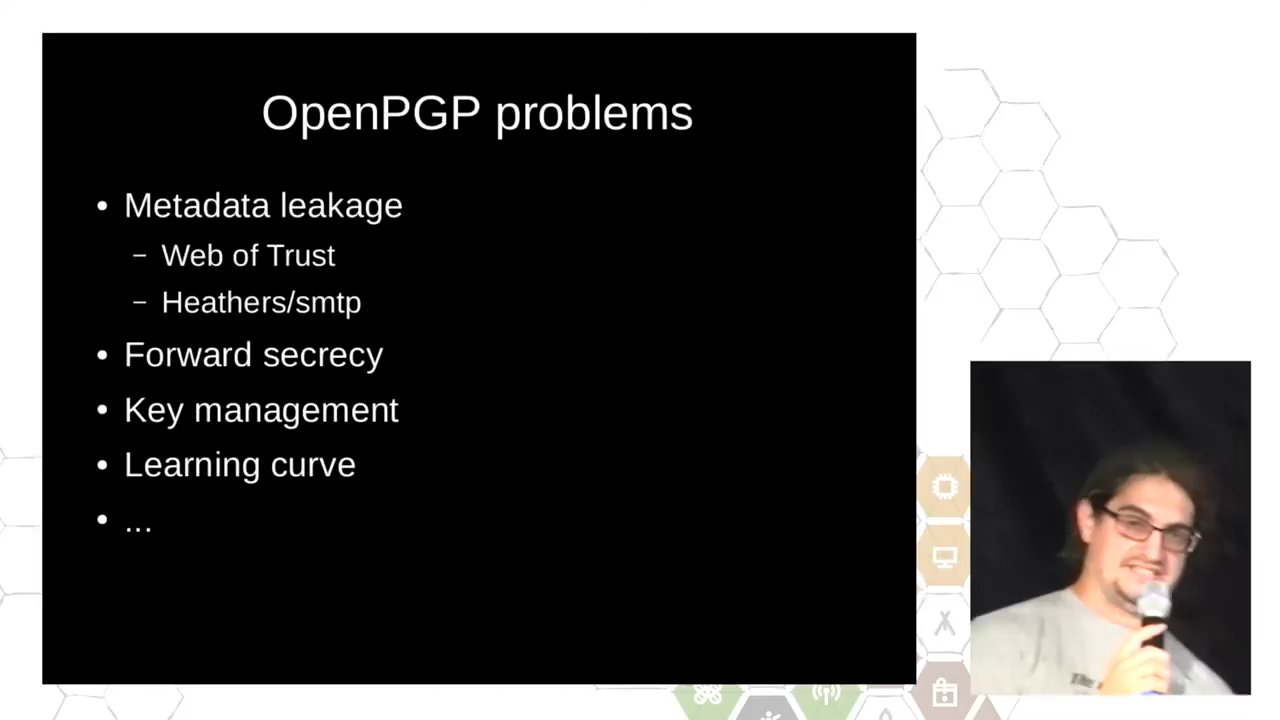 OpenPGP problems
• Metadata leakage
– Web of Trust
– Heathers/smtp
• Forward secrecy
• Key management
• Learning curve
• ...